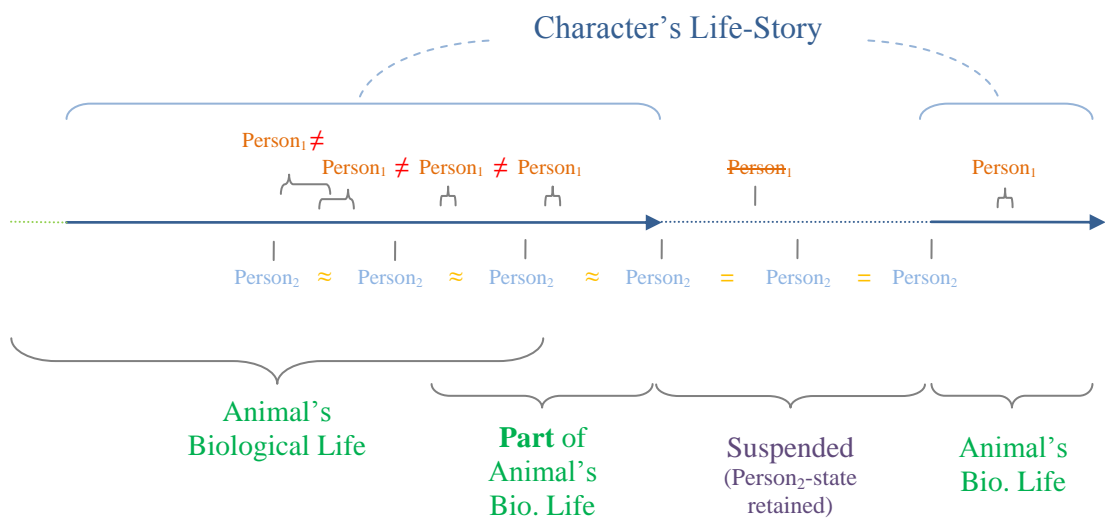 Character’s Life-Story
Person₁ ≠
Person₁ ≠ Person₁ ≠ Person₁ Person₁ Person₁
Person₂ ≈ Person₂ ≈ Person₂ ≈ Person₂ = Person₂ = Person₂
Animal’s
Biological Life
Part of
Animal’s
Bio. Life
Suspended
(Person₂-state
retained)
Animal’s
Bio. Life